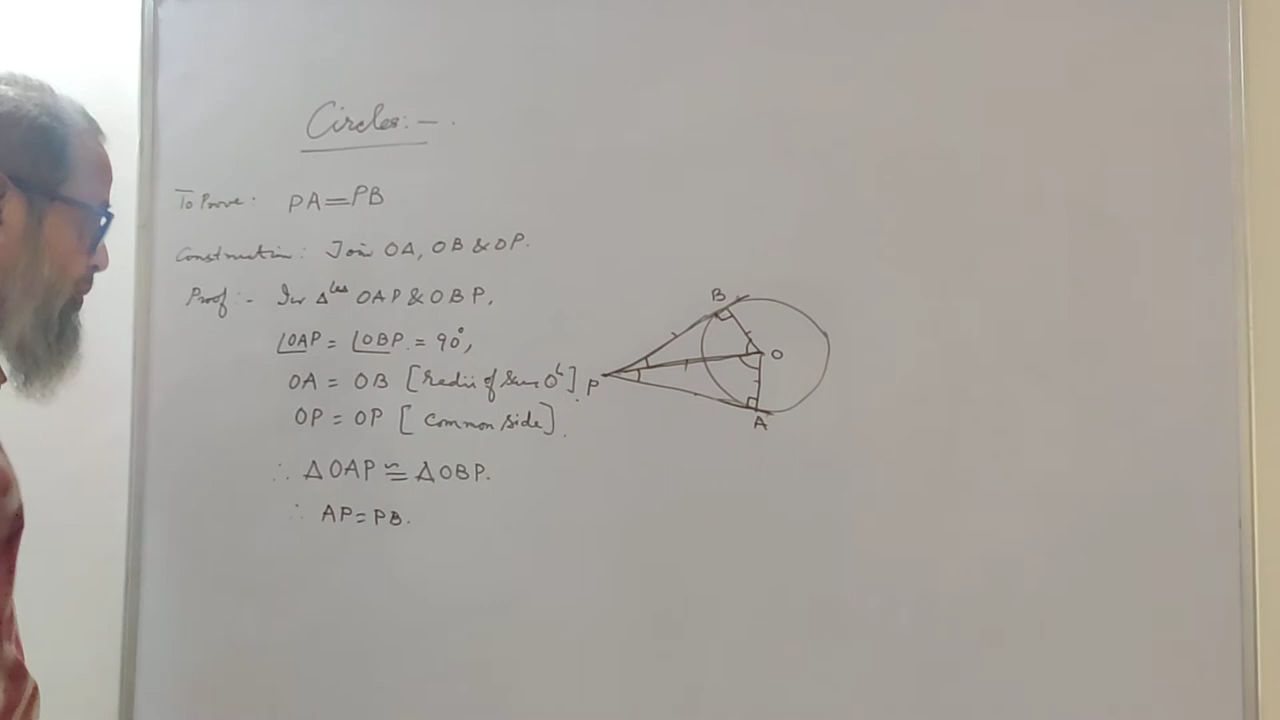 Circles:-.
To Prove: PA=PB
Construction: Join OA, OB & OP.
Proof:- In Δles OAP & OBP,
∠OAP = ∠OBP = 90°,
OA = OB [radii of same Ole].
OP = OP [common side].
∴ ΔOAP ≅ ΔOBP.
∴ AP=PB.
B
O
P
A